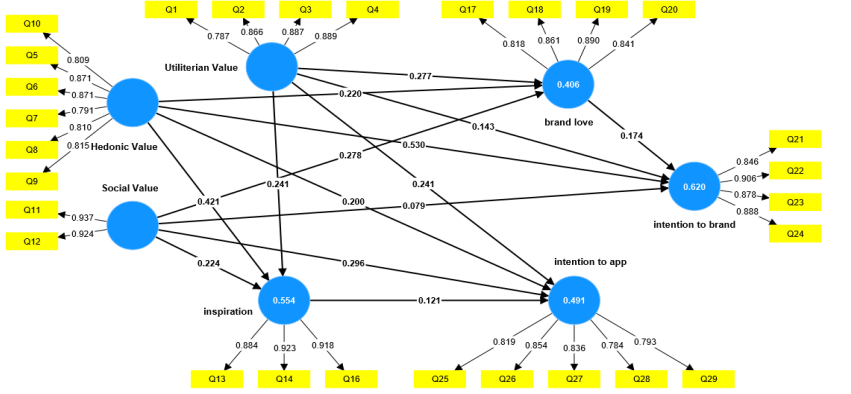 Q1 Q2 Q3 Q4
Q17 Q18 Q19 Q20
Q10
0.787 0.866 0.887 0.889
0.818 0.861 0.890 0.841
Q5
0.809
Utiliterian Value
Q6
0.871
0.277
0.871
0.406
0.220
Q7
0.791
brand love
0.810
0.143
0.174
Q8
0.815
Hedonic Value
0.530
Q21
0.278
0.846
Q9
Q22
0.906
Social Value
0.241
0.241
0.620
0.878
Q23
0.421
0.200
0.079
0.888
Q11
0.937
intention to brand
Q24
Q12
0.924
0.224
0.296
intention to app
0.554
0.121
0.491
inspiration
0.884 0.923 0.918
0.819 0.854 0.836 0.784 0.793
Q13 Q14 Q16
Q25 Q26 Q27 Q28 Q29